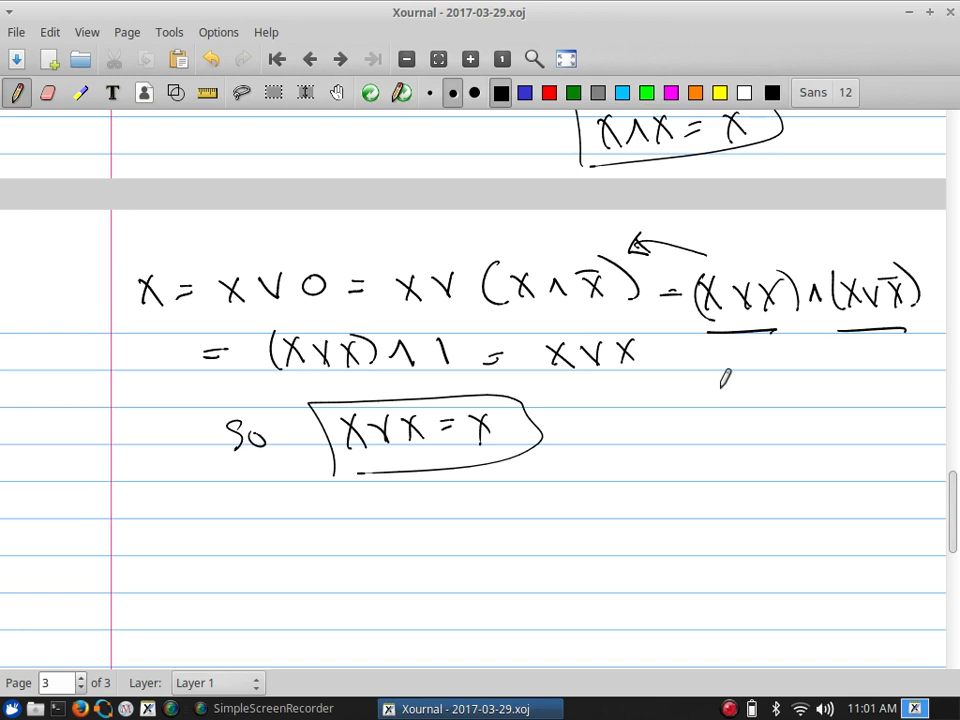 Xournal - 2017-03-29.xoj
File Edit View Page Tools Options Help
Sans 12
x ∧ x = x
x = x ∨ 0 = x ∨ (x ∧ x̅) = (x ∨ x) ∧ (x ∨ x̅)
= (x ∨ x) ∧ 1 = x ∨ x
so x ∨ x = x
Page 3 of 3 Layer: Layer 1
SimpleScreenRecorder Xournal - 2017-03-29.xoj 11:01 AM